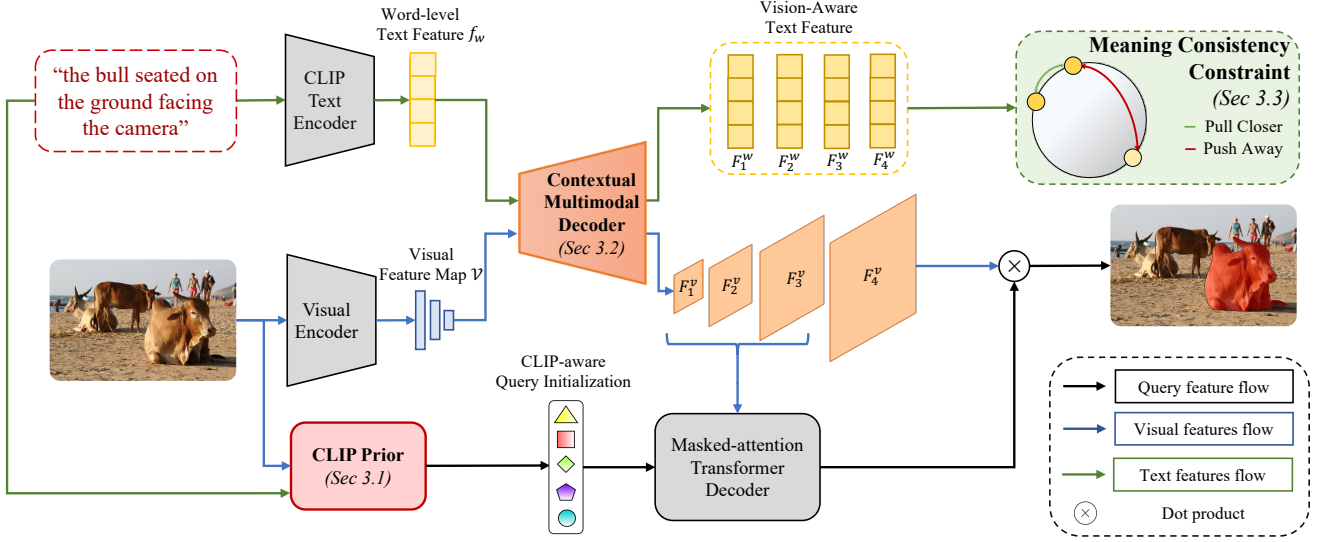 “the bull seated on
the ground facing
the camera”
CLIP
Text
Encoder
Word-level
Text Feature f_w
Vision-Aware
Text Feature
F_1^w
F_2^w
F_3^w
F_4^w
Meaning Consistency
Constraint
(Sec 3.3)
Pull Closer
Push Away
Contextual
Multimodal
Decoder
(Sec 3.2)
Visual
Encoder
Visual
Feature Map 𝒱
F_1^v
F_2^v
F_3^v
F_4^v
CLIP Prior
(Sec 3.1)
CLIP-aware
Query Initialization
Masked-attention
Transformer
Decoder
Query feature flow
Visual features flow
Text features flow
Dot product